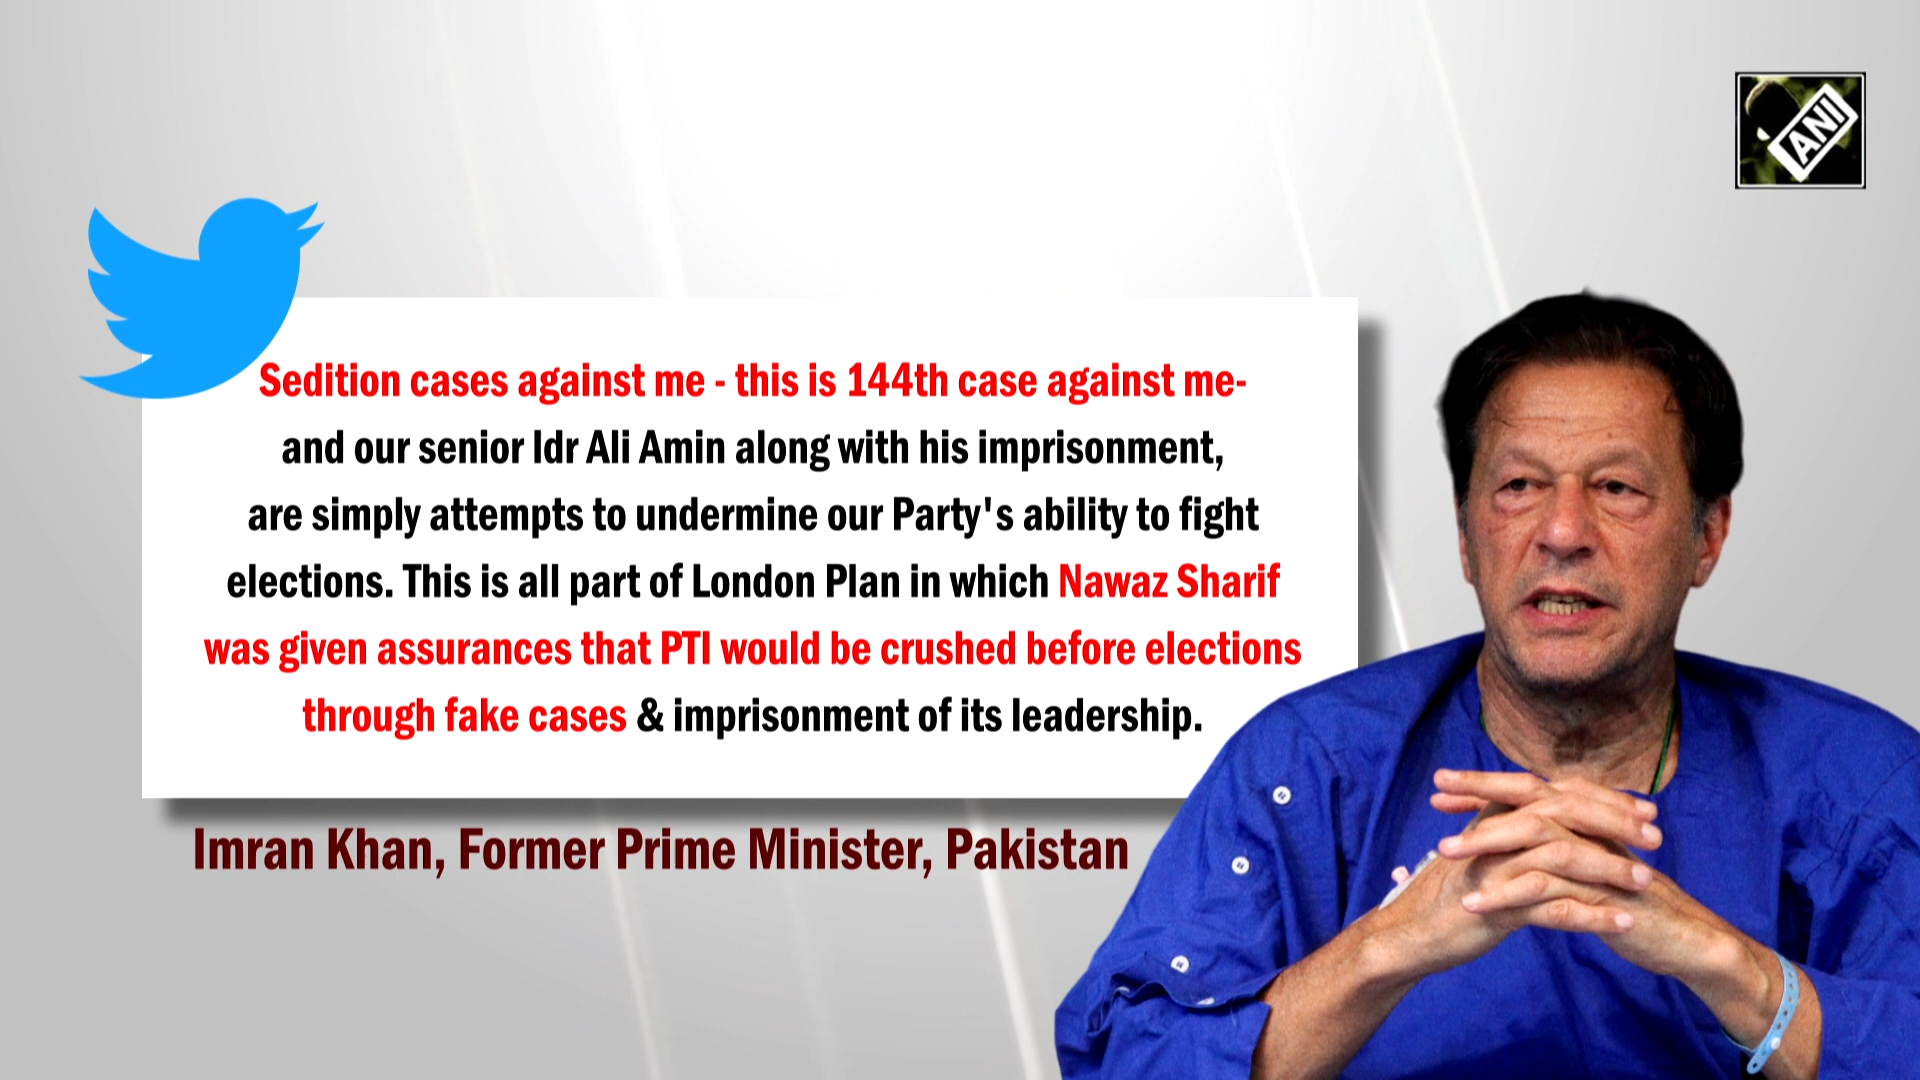 ANI
Sedition cases against me - this is 144th case against me-
and our senior ldr Ali Amin along with his imprisonment,
are simply attempts to undermine our Party's ability to fight
elections. This is all part of London Plan in which Nawaz Sharif
was given assurances that PTI would be crushed before elections
through fake cases & imprisonment of its leadership.
Imran Khan, Former Prime Minister, Pakistan